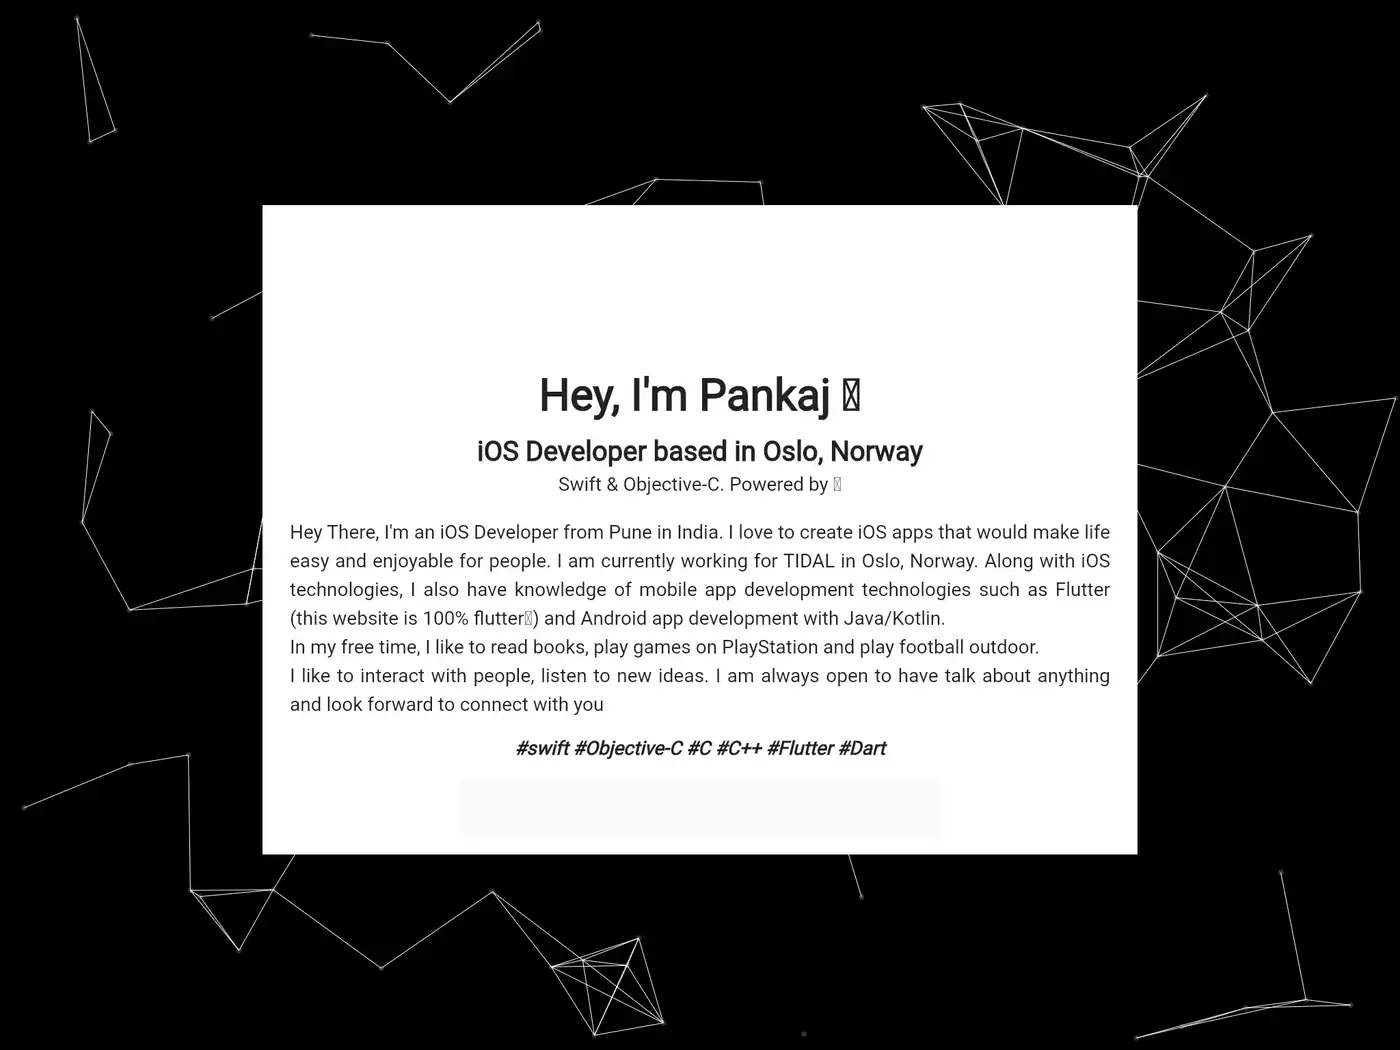 Hey, I'm Pankaj
iOS Developer based in Oslo, Norway
Swift & Objective-C. Powered by
Hey There, I'm an iOS Developer from Pune in India. I love to create iOS apps that would make life
easy and enjoyable for people. I am currently working for TIDAL in Oslo, Norway. Along with iOS
technologies, I also have knowledge of mobile app development technologies such as Flutter
(this website is 100% flutter) and Android app development with Java/Kotlin.
In my free time, I like to read books, play games on PlayStation and play football outdoor.
I like to interact with people, listen to new ideas. I am always open to have talk about anything
and look forward to connect with you
#swift #Objective-C #C #C++ #Flutter #Dart